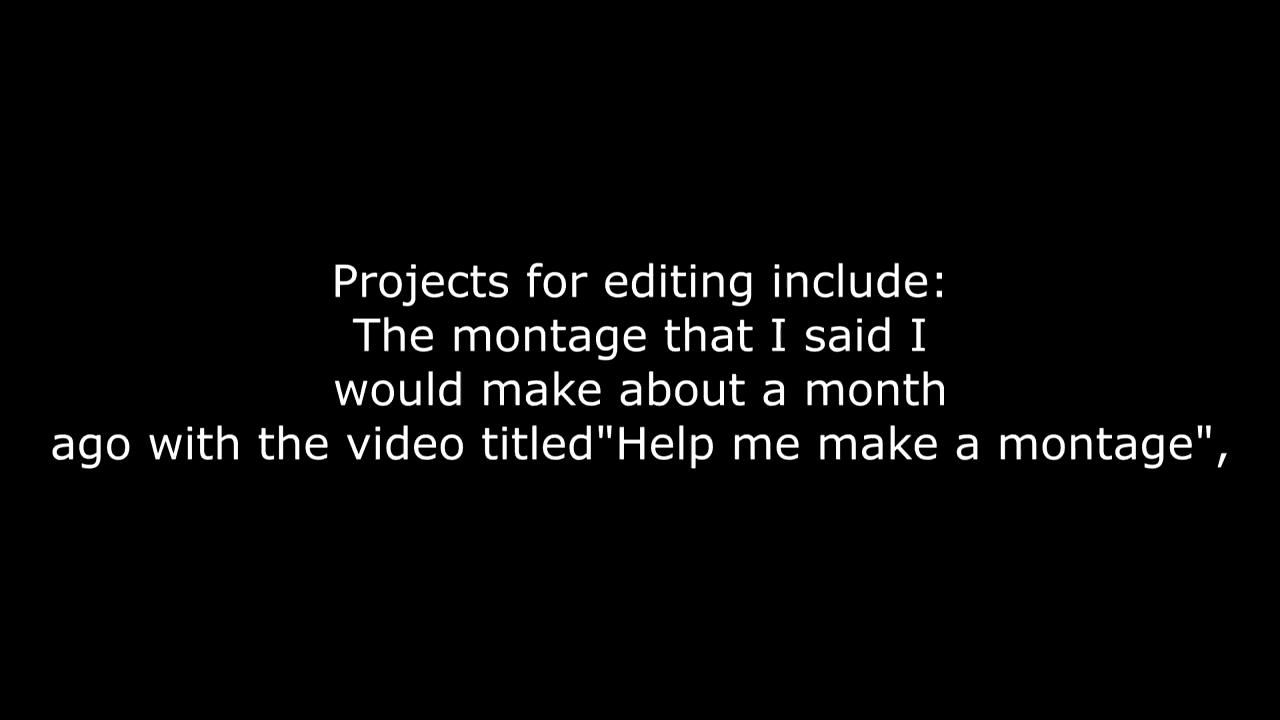 Projects for editing include:
The montage that I said I
would make about a month
ago with the video titled"Help me make a montage",